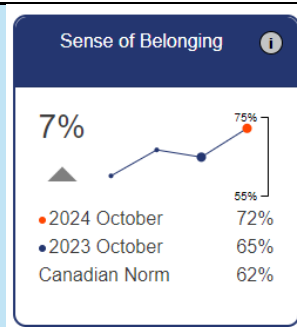 Sense of Belonging i
7%
75%
55%
2024 October 72%
2023 October 65%
Canadian Norm 62%